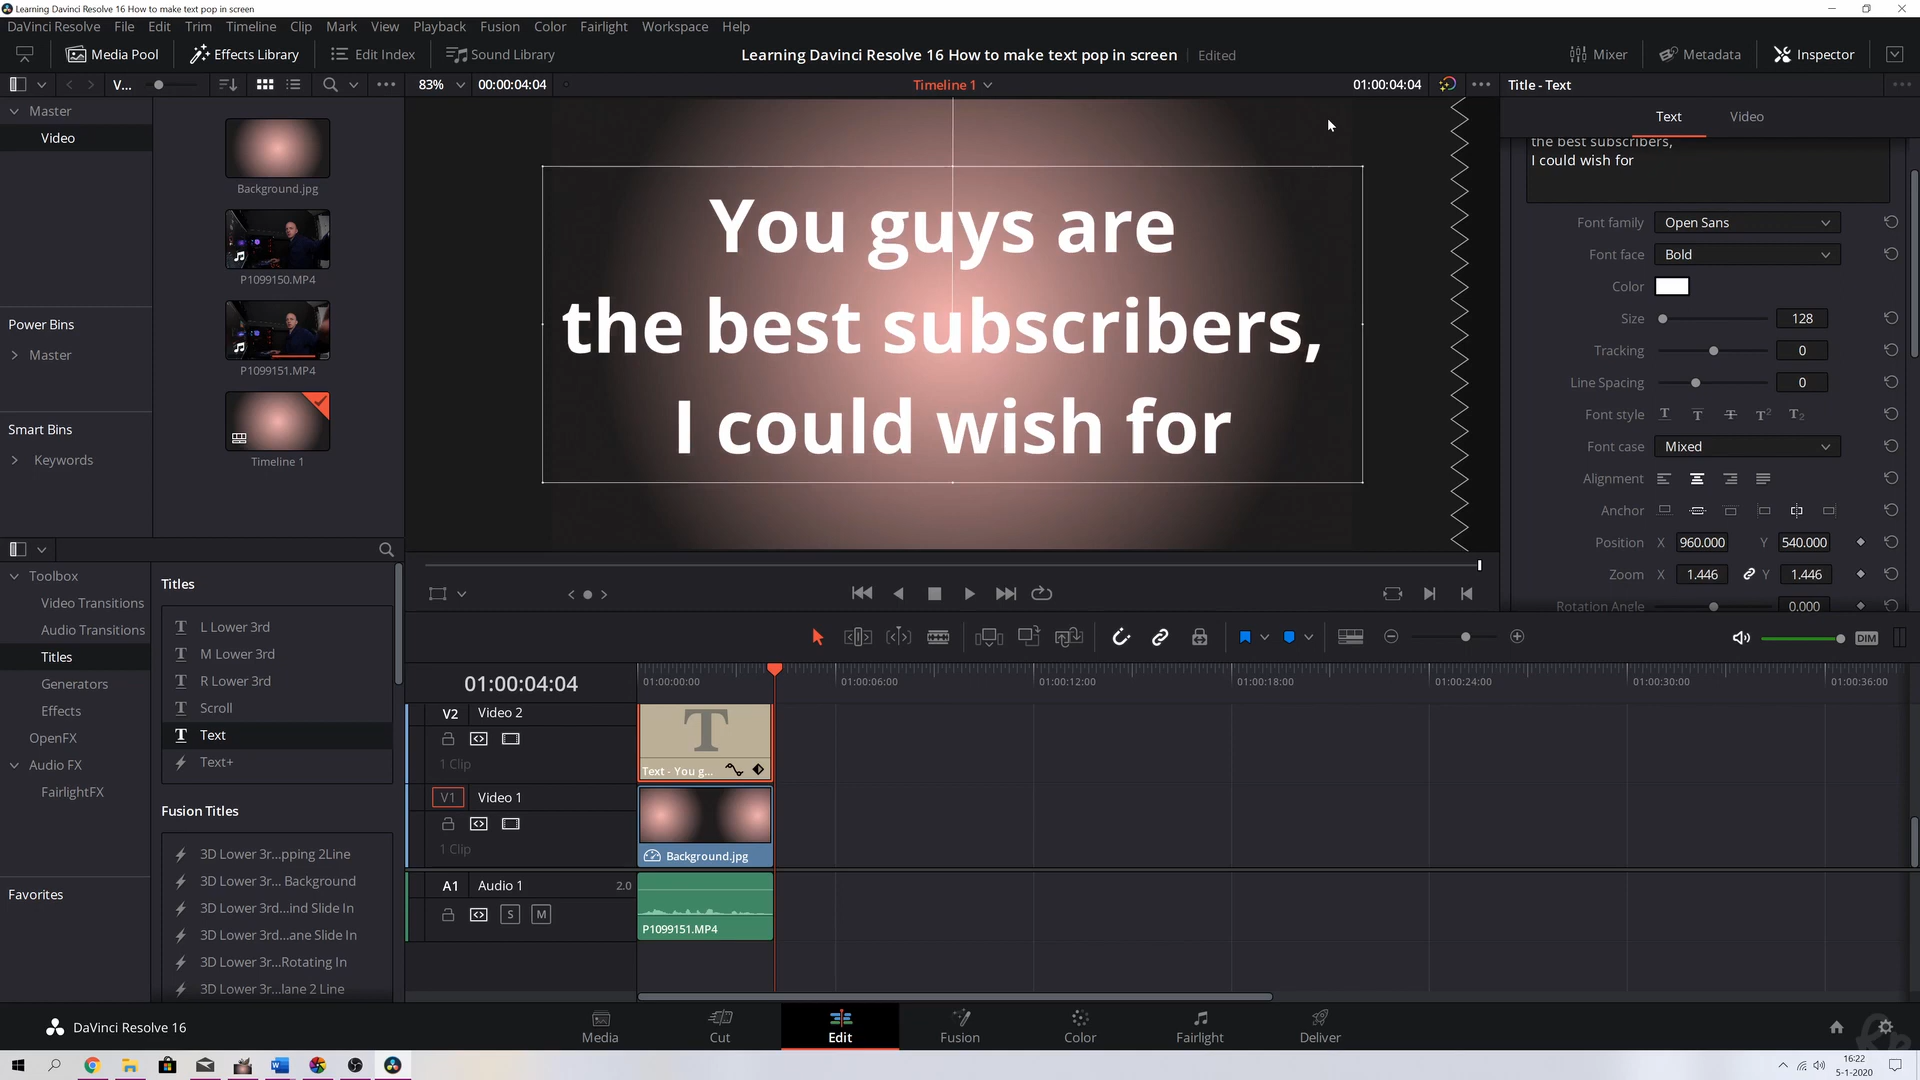 Learning Davinci Resolve 16 How to make text pop in screen
DaVinci Resolve File Edit Trim Timeline Clip Mark View Playback Fusion Color Fairlight Workspace Help
Media Pool Effects Library Edit Index Sound Library Learning Davinci Resolve 16 How to make text pop in screen Edited Mixer Metadata Inspector
V... 83% 00:00:04:04 Timeline 1 01:00:04:04 Title - Text
Master
Video
Background.jpg
P1099150.MP4
P1099151.MP4
Timeline 1
Power Bins
Master
Smart Bins
Keywords
You guys are
the best subscribers,
I could wish for
Text Video
the best subscribers,
I could wish for
Font family Open Sans
Font face Bold
Color
Size 128
Tracking 0
Line Spacing 0
Font style T T T T² T₂
Font case Mixed
Alignment
Anchor
Position X 960.000 Y 540.000
Zoom X 1.446 Y 1.446
Rotation Angle 0.000
Toolbox
Video Transitions
Audio Transitions
Titles
Generators
Effects
OpenFX
Audio FX
FairlightFX
Favorites
Titles
L Lower 3rd
M Lower 3rd
R Lower 3rd
Scroll
Text
Text+
Fusion Titles
3D Lower 3r...pping 2Line
3D Lower 3r... Background
3D Lower 3rd...ind Slide In
3D Lower 3rd...ane Slide In
3D Lower 3r...Rotating In
3D Lower 3r...lane 2 Line
DIM
01:00:04:04 01:00:00:00 01:00:06:00 01:00:12:00 01:00:18:00 01:00:24:00 01:00:30:00 01:00:36:00
V2 Video 2
1 Clip
T
Text - You g...
V1 Video 1
1 Clip
Background.jpg
A1 Audio 1 2.0
S M
P1099151.MP4
DaVinci Resolve 16
Media Cut Edit Fusion Color Fairlight Deliver
16:22
5-1-2020